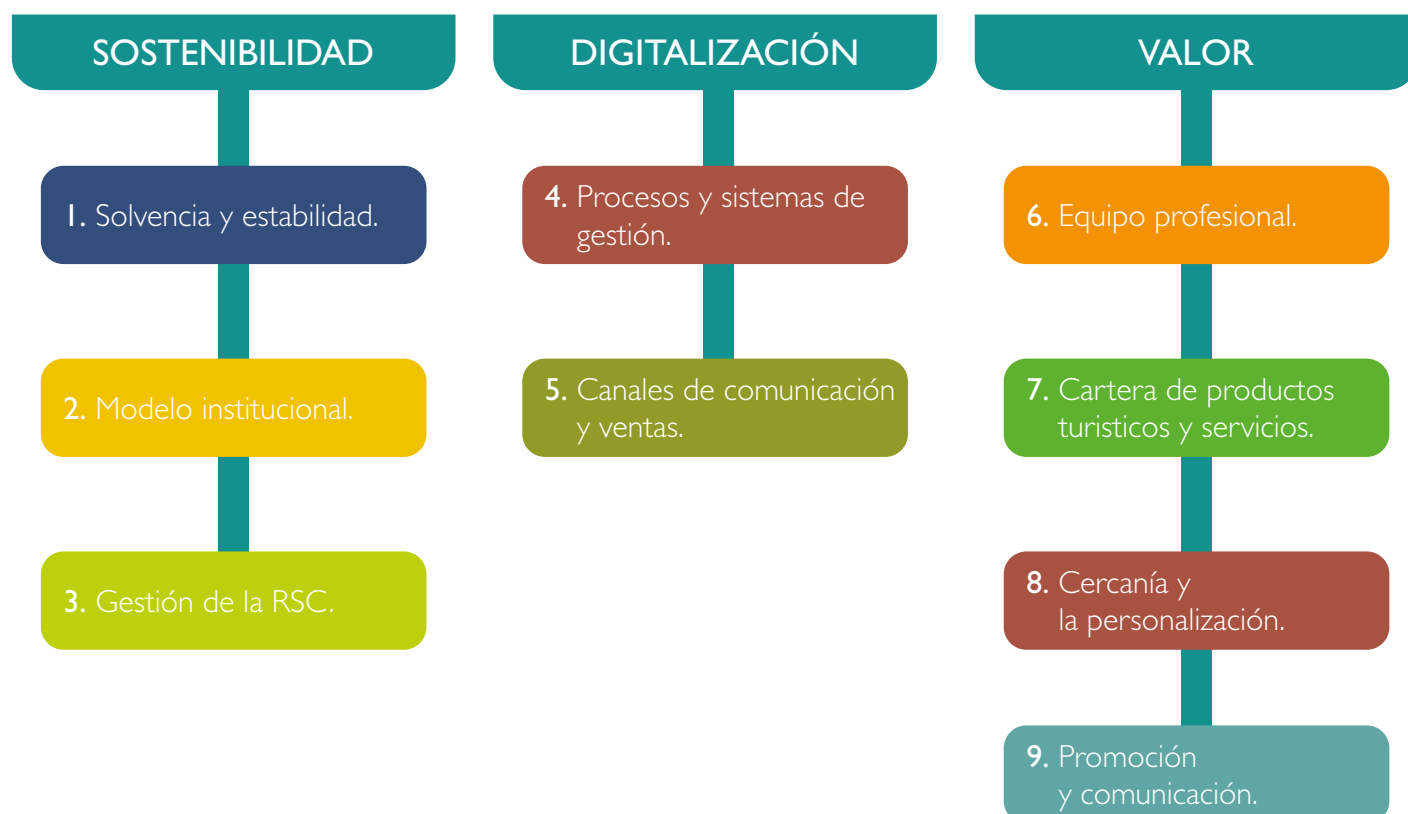 SOSTENIBILIDAD
1. Solvencia y estabilidad.
2. Modelo institucional.
3. Gestión de la RSC.
DIGITALIZACIÓN
4. Procesos y sistemas de
gestión.
5. Canales de comunicación
y ventas.
VALOR
6. Equipo profesional.
7. Cartera de productos
turisticos y servicios.
8. Cercanía y
la personalización.
9. Promoción
y comunicación.